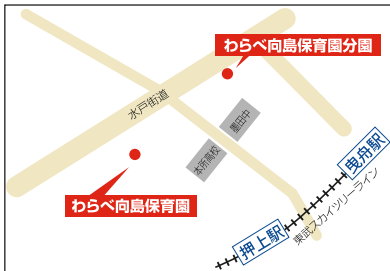 わらべ向島保育園分園
水戸街道
墨田中
本所高校
曳舟駅
わらべ向島保育園
東武スカイツリーライン
押上駅